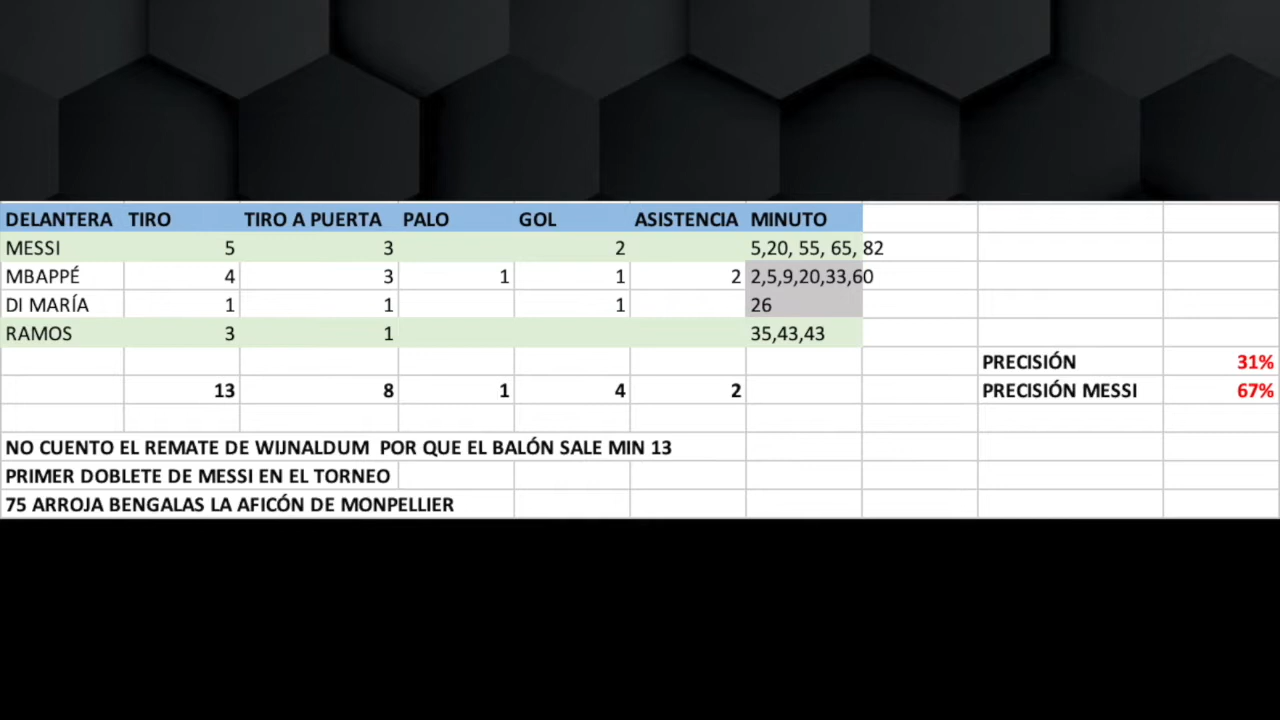 DELANTERA TIRO TIRO A PUERTA PALO GOL ASISTENCIA MINUTO
MESSI 5 3 2 5,20, 55, 65, 82
MBAPPÉ 4 3 1 1 2 2,5,9,20,33,60
DI MARÍA 1 1 1 26
RAMOS 3 1 35,43,43
PRECISIÓN 31%
13 8 1 4 2 PRECISIÓN MESSI 67%
NO CUENTO EL REMATE DE WIJNALDUM POR QUE EL BALÓN SALE MIN 13
PRIMER DOBLETE DE MESSI EN EL TORNEO
75 ARROJA BENGALAS LA AFICÓN DE MONPELLIER